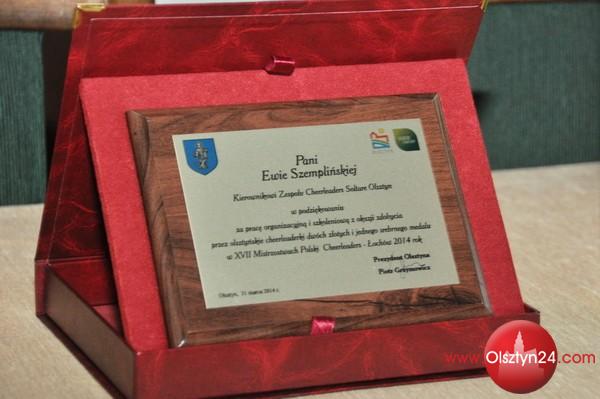 Pani
Ewie Szemplińskiej
Kierownikowi Zespołu Cheerleaders Soltare Olsztyn
w podziękowaniu
za pracę organizacyjną i szkoleniową z okazji zdobycia
przez olsztyńskie cheerleaderki dwóch złotych i jednego srebrnego medalu
w XVII Mistrzostwach Polski Cheerleaders - Łochów 2014 rok
Prezydent Olsztyna
Piotr Grzymowicz
Olsztyn, 31 marca 2014 r.
www.Olsztyn24.com